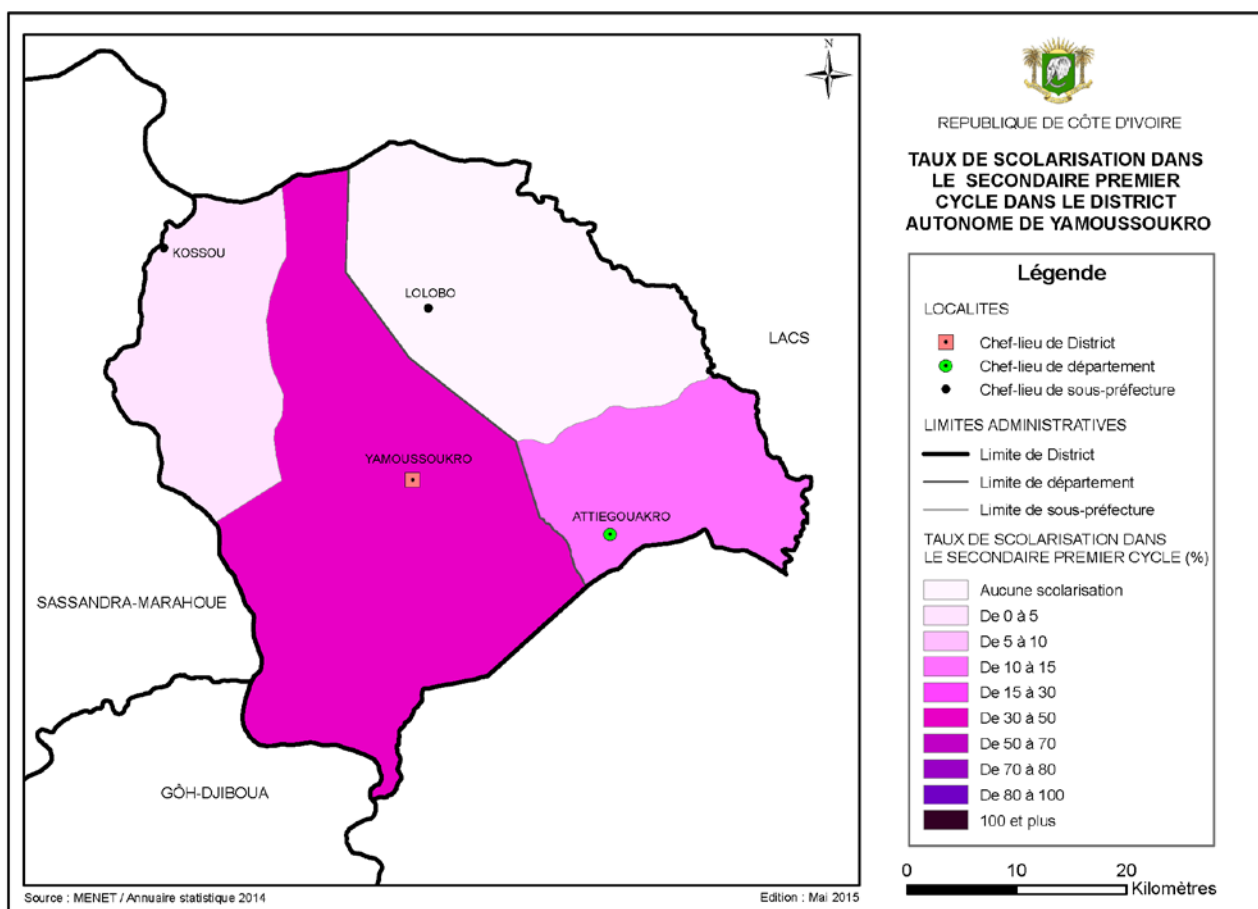 N
KOSSOU
LOLOBO
LACS
YAMOUSSOUKRO
ATTIEGOUAKRO
SASSANDRA-MARAHOUE
GÔH-DJIBOUA
Source : MENET / Annuaire statistique 2014
Edition : Mai 2015
REPUBLIQUE DE CÔTE D'IVOIRE
TAUX DE SCOLARISATION DANS
LE SECONDAIRE PREMIER
CYCLE DANS LE DISTRICT
AUTONOME DE YAMOUSSOUKRO
Légende
LOCALITES
Chef-lieu de District
Chef-lieu de département
Chef-lieu de sous-préfecture
LIMITES ADMINISTRATIVES
Limite de District
Limite de département
Limite de sous-préfecture
TAUX DE SCOLARISATION DANS
LE SECONDAIRE PREMIER CYCLE (%)
Aucune scolarisation
De 0 à 5
De 5 à 10
De 10 à 15
De 15 à 30
De 30 à 50
De 50 à 70
De 70 à 80
De 80 à 100
100 et plus
0 10 20
Kilomètres